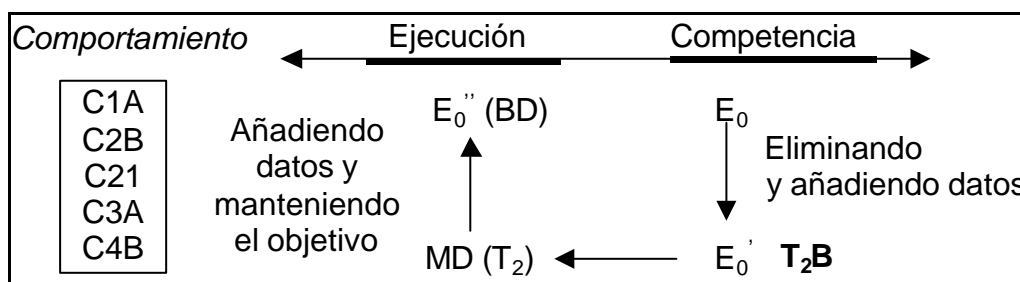 Comportamiento Ejecución Competencia
C1A
C2B
C21
C3A
C4B
Añadiendo
datos y
manteniendo
el objetivo
E0'' (BD)
MD (T2)
E0
Eliminando
y añadiendo datos
E0' T2B